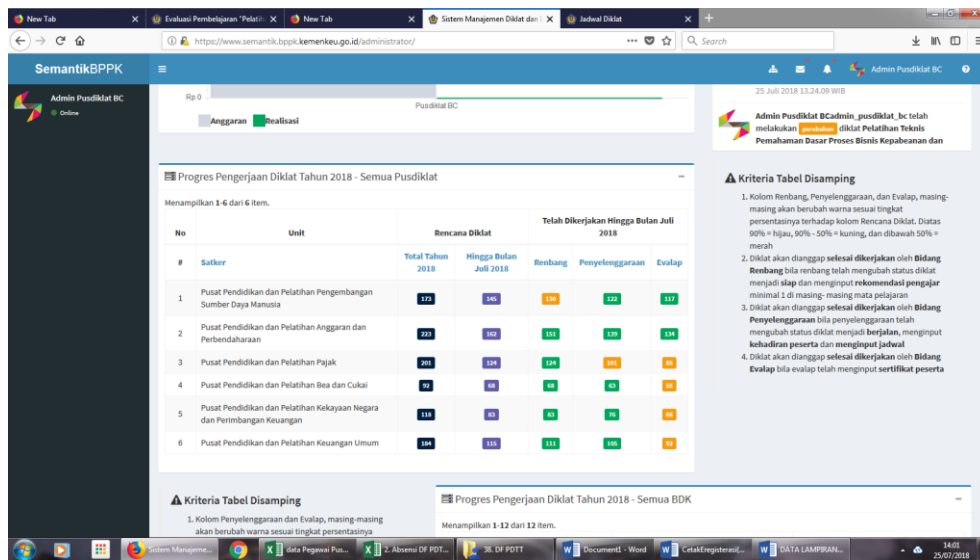 New Tab
Evaluasi Pembelajaran "Pelatih
New Tab
Sistem Manajemen Diklat dan
Jadwal Diklat
https://www.semantik.bppk.kemenkeu.go.id/administrator/
Search
SemantikBPPK
Admin Pusdiklat BC
Admin Pusdiklat BC
Online
Rp 0
Pusdiklat BC
Anggaran Realisasi
25 Juli 2018 13.24.09 WIB
Admin Pusdiklat BCadmin_pusdiklat_bc telah
melakukan perubahan diklat Pelatihan Teknis
Pemahaman Dasar Proses Bisnis Kepabeanan dan
Progres Pengerjaan Diklat Tahun 2018 - Semua Pusdiklat
Menampilkan 1-6 dari 6 item.
No Unit Rencana Diklat Telah Dikerjakan Hingga Bulan Juli
2018
# Satker Total Tahun
2018 Hingga Bulan
Juli 2018 Renbang Penyelenggaraan Evalap
1 Pusat Pendidikan dan Pelatihan Pengembangan
Sumber Daya Manusia 173 145 130 122 117
2 Pusat Pendidikan dan Pelatihan Anggaran dan
Perbendaharaan 223 162 151 139 134
3 Pusat Pendidikan dan Pelatihan Pajak 201 124 124 101 85
4 Pusat Pendidikan dan Pelatihan Bea dan Cukai 92 68 68 63 55
5 Pusat Pendidikan dan Pelatihan Kekayaan Negara
dan Perimbangan Keuangan 118 83 83 76 66
6 Pusat Pendidikan dan Pelatihan Keuangan Umum 184 115 111 105 92
Kriteria Tabel Disamping
1. Kolom Renbang, Penyelenggaraan, dan Evalap, masing-
masing akan berubah warna sesuai tingkat
persentasinya terhadap kolom Rencana Diklat. Diatas
90% = hijau, 90% - 50% = kuning, dan dibawah 50% =
merah
2. Diklat akan dianggap selesai dikerjakan oleh Bidang
Renbang bila renbang telah mengubah status diklat
menjadi siap dan menginput rekomendasi pengajar
minimal 1 di masing- masing mata pelajaran
3. Diklat akan dianggap selesai dikerjakan oleh Bidang
Penyelenggaraan bila penyelenggaraan telah
mengubah status diklat menjadi berjalan, menginput
kehadiran peserta dan menginput jadwal
4. Diklat akan dianggap selesai dikerjakan oleh Bidang
Evalap bila evalap telah menginput sertifikat peserta
Kriteria Tabel Disamping
1. Kolom Penyelenggaraan dan Evalap, masing-masing
akan berubah warna sesuai tingkat persentasinya
Progres Pengerjaan Diklat Tahun 2018 - Semua BDK
Menampilkan 1-12 dari 12 item.
Sistem Manajeme...
data Pegawai Pus...
2. Absensi DF PDT...
38. DF PDTT
Document1 - Word
CetakEregisterasi(...
DATA LAMPIRAN...
14:01
25/07/2018